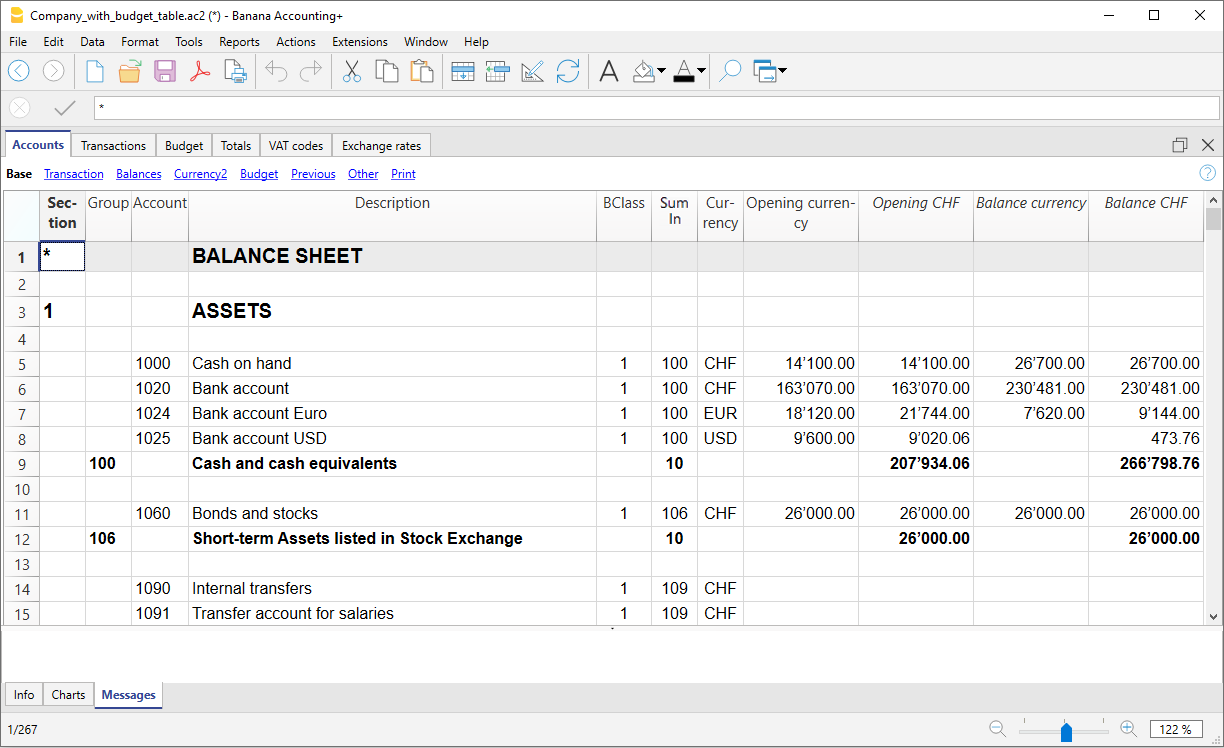 Company_with_budget_table.ac2 (*) - Banana Accounting+
File Edit Data Format Tools Reports Actions Extensions Window Help
*
Accounts Transactions Budget Totals VAT codes Exchange rates
Base Transaction Balances Currency2 Budget Previous Other Print
Sec- Group Account Description BClass Sum Cur- Opening curren- Opening CHF Balance currency Balance CHF
tion In rency cy
1 * BALANCE SHEET
2
3 1 ASSETS
4
5 1000 Cash on hand 1 100 CHF 14’100.00 14’100.00 26’700.00 26’700.00
6 1020 Bank account 1 100 CHF 163’070.00 163’070.00 230’481.00 230’481.00
7 1024 Bank account Euro 1 100 EUR 18’120.00 21’744.00 7’620.00 9’144.00
8 1025 Bank account USD 1 100 USD 9’600.00 9’020.06 473.76
9 100 Cash and cash equivalents 10 207’934.06 266’798.76
10
11 1060 Bonds and stocks 1 106 CHF 26’000.00 26’000.00 26’000.00 26’000.00
12 106 Short-term Assets listed in Stock Exchange 10 26’000.00 26’000.00
13
14 1090 Internal transfers 1 109 CHF
15 1091 Transfer account for salaries 1 109 CHF
Info Charts Messages
1/267 122 %